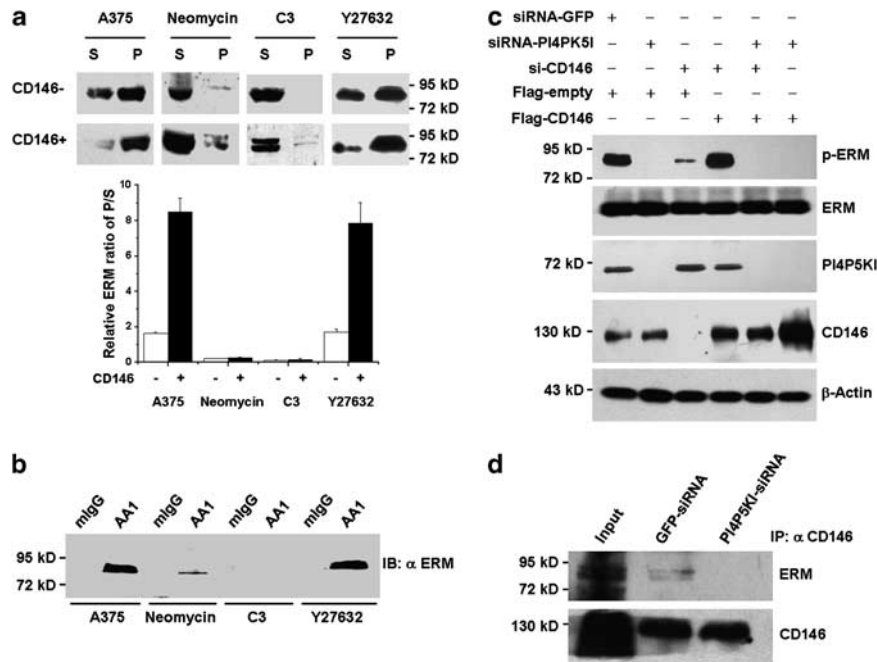 a
A375 Neomycin C3 Y27632
S P S P S P S P
CD146-
95 kD
72 kD
CD146+
95 kD
72 kD
Relative ERM ratio of P/S
10
8
6
4
2
0
CD146 - + - + - + - +
A375 Neomycin C3 Y27632
b
mIgG AA1 mIgG AA1 mIgG AA1 mIgG AA1
95 kD
72 kD
IB: α ERM
A375 Neomycin C3 Y27632
c
siRNA-GFP + – – – – –
siRNA-PI4PK5I – + – – + +
si-CD146 – – + + + –
Flag-empty + + + – – –
Flag-CD146 – – – + + +
95 kD
72 kD
p-ERM
ERM
72 kD
PI4P5KI
130 kD
CD146
43 kD
β-Actin
d
Input GFP-siRNA PI4P5KI-siRNA
IP: α CD146
95 kD
72 kD
ERM
130 kD
CD146